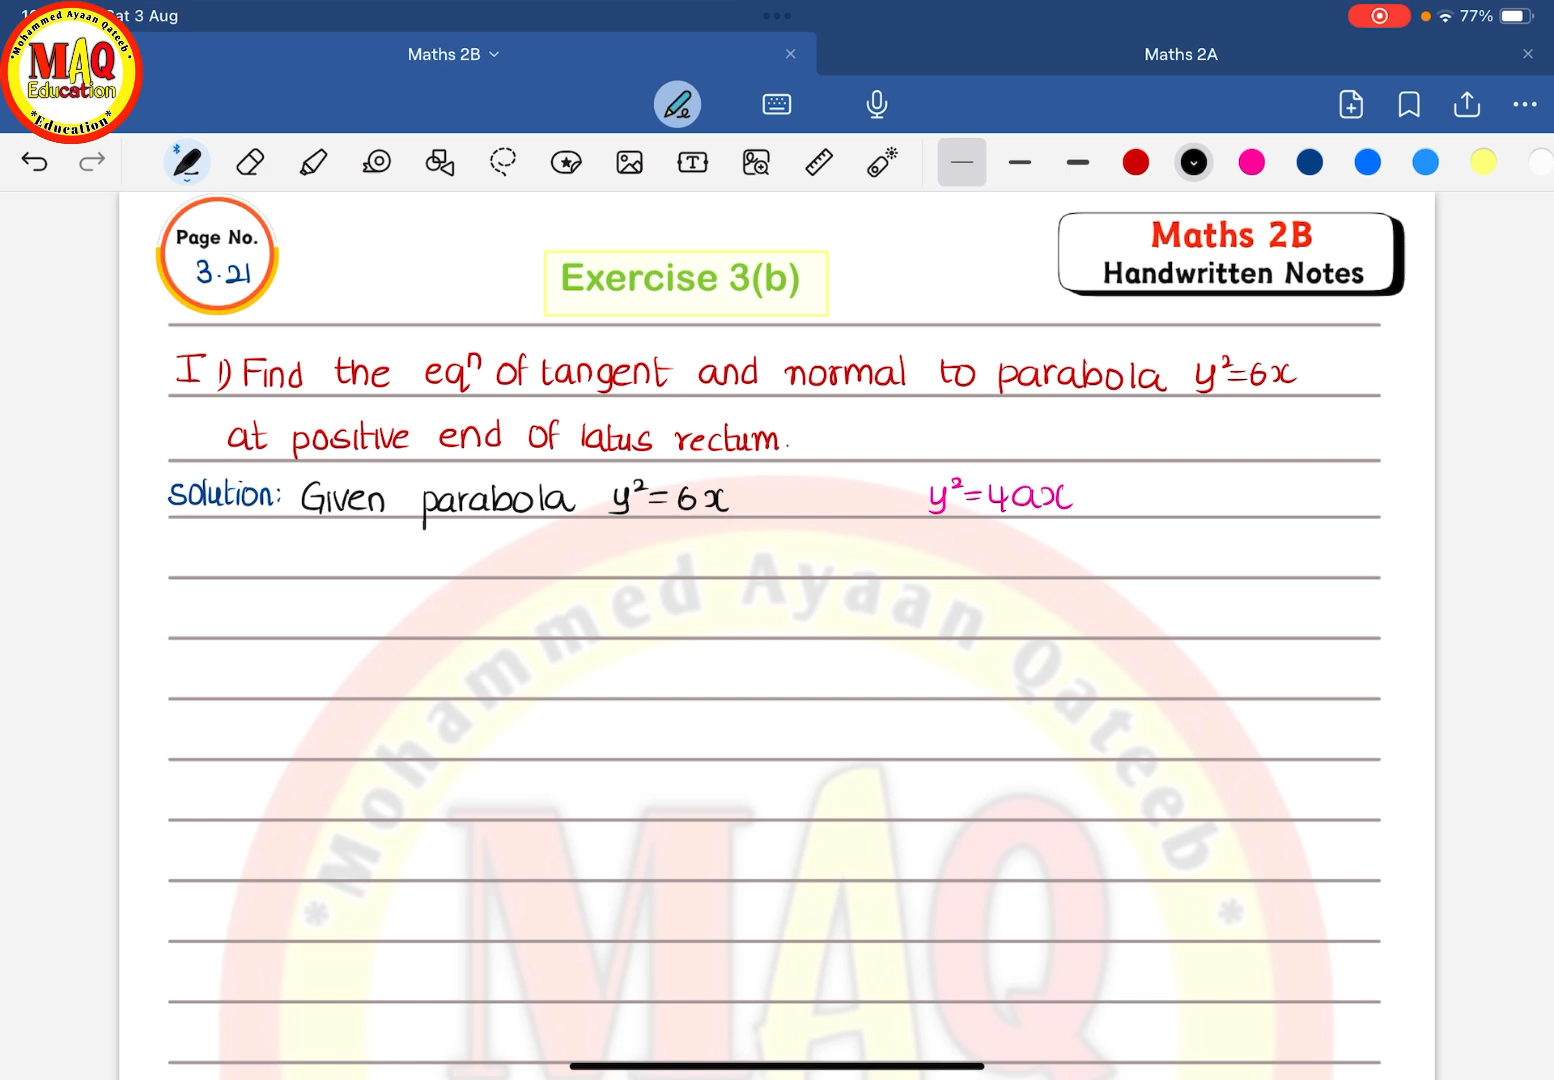 Sat 3 Aug
77%
*Mohammed Ayaan Qateeb*
MAQ
Education
*Education*
Maths 2B
Maths 2A
Page No.
3.21
Exercise 3(b)
Maths 2B
Handwritten Notes
I 1) Find the eqⁿ of tangent and normal to parabola y²=6x
at positive end of latus rectum.
Solution: Given parabola y²=6x y²=4ax
* Mohammed Ayaan Qateeb *
MAQ